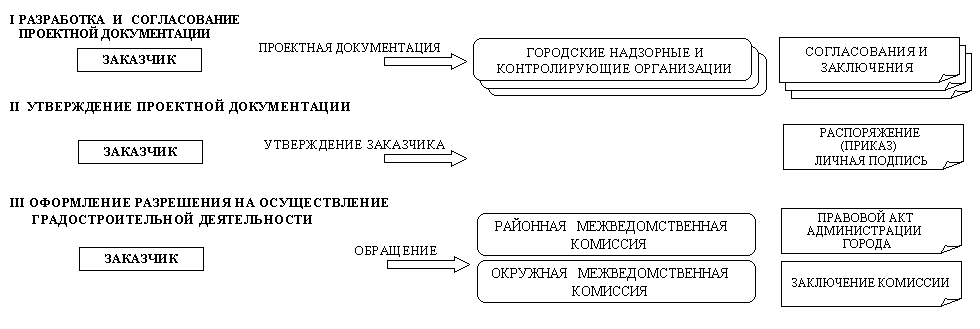 I РАЗРАБОТКА И СОГЛАСОВАНИЕ
ПРОЕКТНОЙ ДОКУМЕНТАЦИИ
ЗАКАЗЧИК
ПРОЕКТНАЯ ДОКУМЕНТАЦИЯ
ГОРОДСКИЕ НАДЗОРНЫЕ И
КОНТРОЛИРУЮЩИЕ ОРГАНИЗАЦИИ
СОГЛАСОВАНИЯ И
ЗАКЛЮЧЕНИЯ
II УТВЕРЖДЕНИЕ ПРОЕКТНОЙ ДОКУМЕНТАЦИИ
ЗАКАЗЧИК
УТВЕРЖДЕНИЕ ЗАКАЗЧИКА
РАСПОРЯЖЕНИЕ
(ПРИКАЗ)
ЛИЧНАЯ ПОДПИСЬ
III ОФОРМЛЕНИЕ РАЗРЕШЕНИЯ НА ОСУЩЕСТВЛЕНИЕ
ГРАДОСТРОИТЕЛЬНОЙ ДЕЯТЕЛЬНОСТИ
ЗАКАЗЧИК
ОБРАЩЕНИЕ
РАЙОННАЯ МЕЖВЕДОМСТВЕННАЯ
КОМИССИЯ
ПРАВОВОЙ АКТ
АДМИНИСТРАЦИИ
ГОРОДА
ОКРУЖНАЯ МЕЖВЕДОМСТВЕННАЯ
КОМИССИЯ
ЗАКЛЮЧЕНИЕ КОМИССИИ